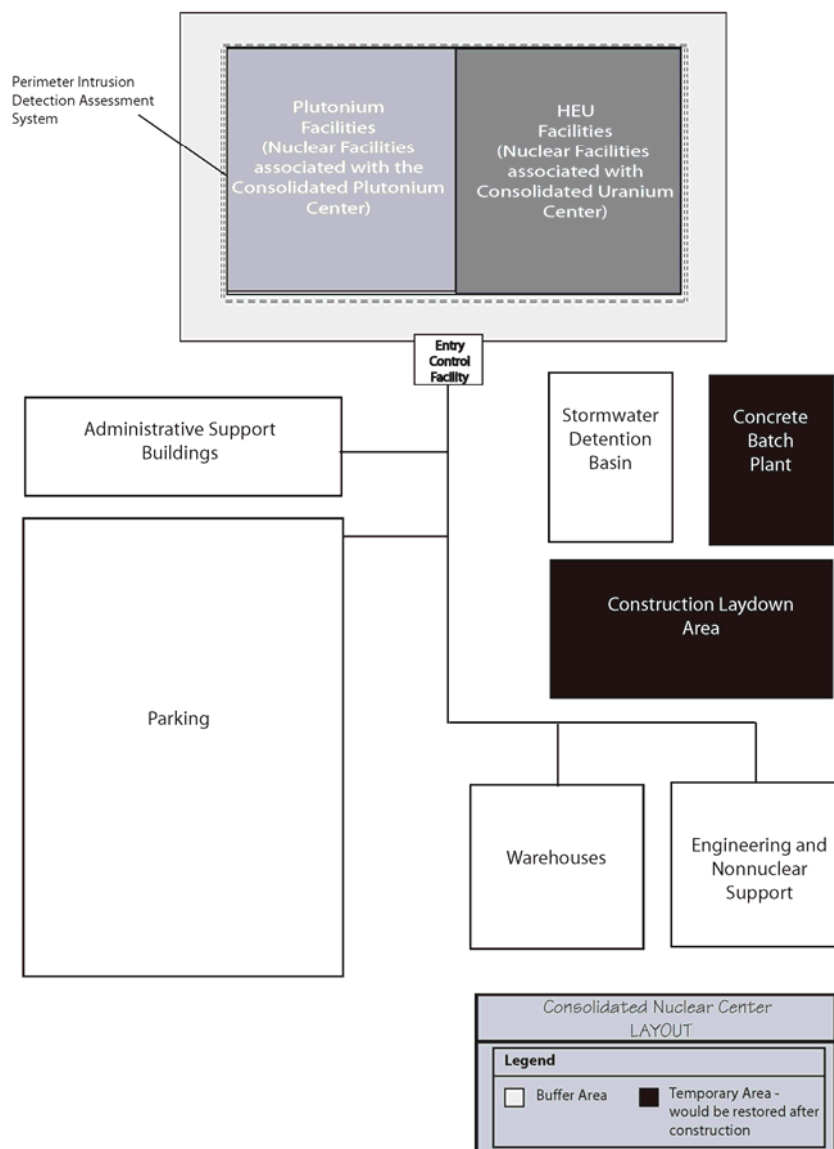 Perimeter Intrusion
Detection Assessment
System
Plutonium
Facilities
(Nuclear Facilities
associated with the
Consolidated Plutonium
Center)
HEU
Facilities
(Nuclear Facilities
associated with
Consolidated Uranium
Center)
Entry
Control
Facility
Administrative Support
Buildings
Stormwater
Detention
Basin
Concrete
Batch
Plant
Construction Laydown
Area
Parking
Warehouses
Engineering and
Nonnuclear
Support
Consolidated Nuclear Center
LAYOUT
Legend
Buffer Area
Temporary Area -
would be restored after
construction